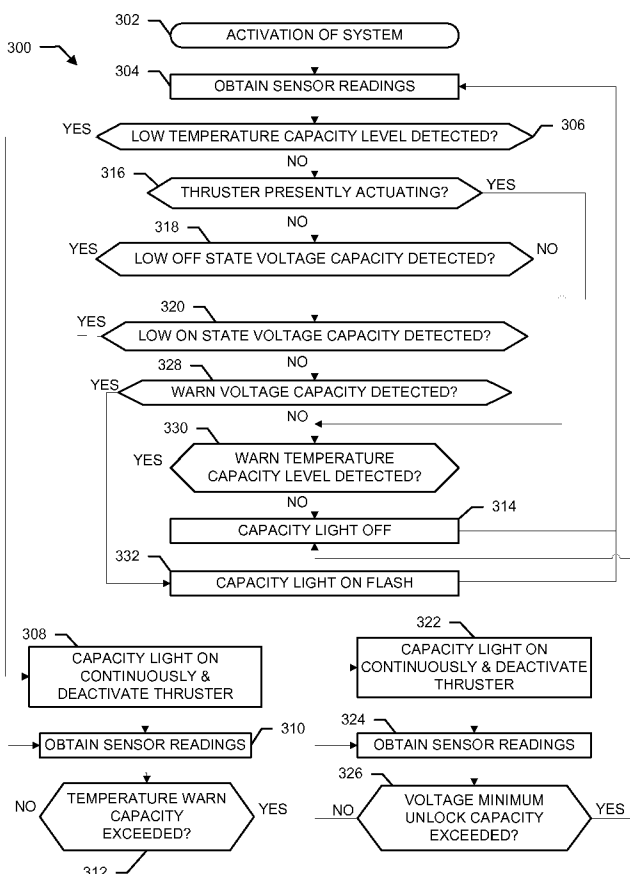 302
ACTIVATION OF SYSTEM
300
304
OBTAIN SENSOR READINGS
YES
LOW TEMPERATURE CAPACITY LEVEL DETECTED?
306
NO
316
THRUSTER PRESENTLY ACTUATING?
YES
NO
318
YES
LOW OFF STATE VOLTAGE CAPACITY DETECTED?
NO
320
YES
LOW ON STATE VOLTAGE CAPACITY DETECTED?
NO
328
YES
WARN VOLTAGE CAPACITY DETECTED?
NO
330
YES
WARN TEMPERATURE
CAPACITY LEVEL DETECTED?
NO
314
CAPACITY LIGHT OFF
332
CAPACITY LIGHT ON FLASH
308
CAPACITY LIGHT ON
CONTINUOUSLY &
DEACTIVATE THRUSTER
322
CAPACITY LIGHT ON
CONTINUOUSLY & DEACTIVATE
THRUSTER
OBTAIN SENSOR READINGS
310
324
OBTAIN SENSOR READINGS
NO
TEMPERATURE WARN
CAPACITY
EXCEEDED?
YES
312
326
NO
VOLTAGE MINIMUM
UNLOCK CAPACITY
EXCEEDED?
YES